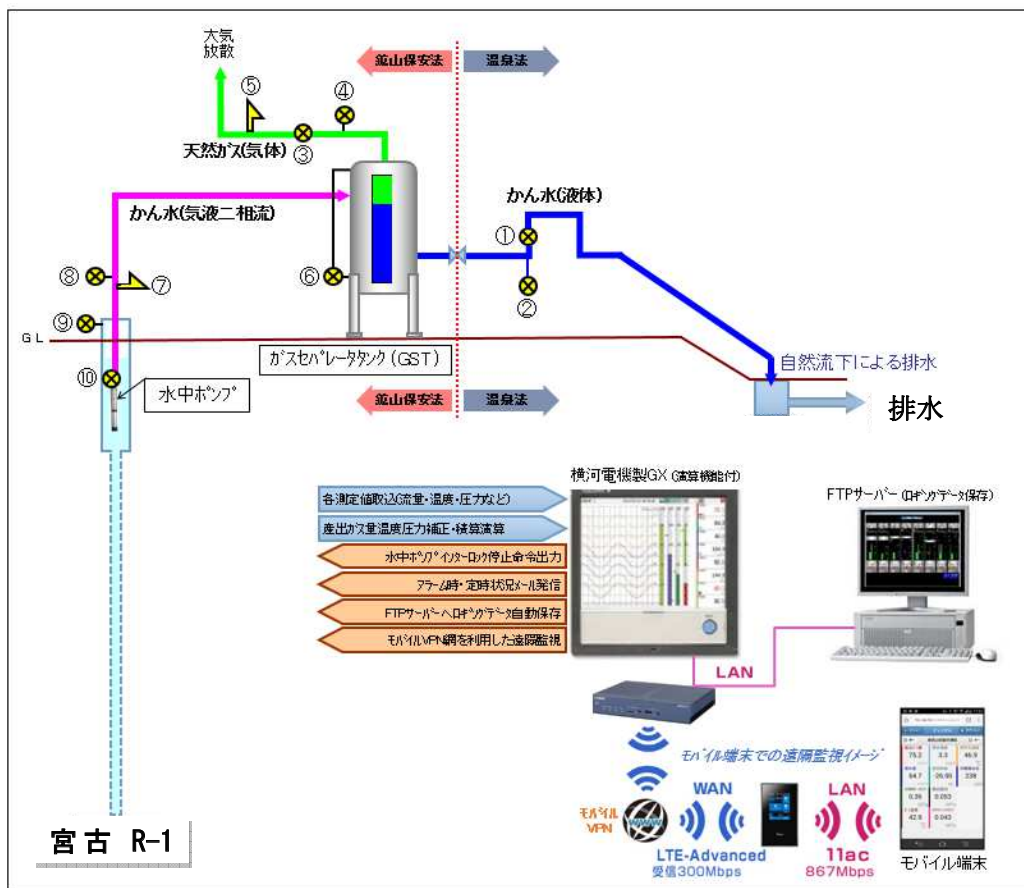 大気
放散
鉱山保安法
温泉法
⑤
④
③
天然ガス(気体)
かん水(気液二相流)
かん水(液体)
①
⑧
⑦
⑥
②
⑨
GL
ガスセパレータタンク(GST)
自然流下による排水
⑩
水中ポンプ
鉱山保安法
温泉法
排水
横河電機製GX (演算機能付)
FTPサーバー (ロギングデータ保存)
各測定値取込(流量・温度・圧力など)
産出ガス量温度圧力補正・積算演算
水中ポンプインターロック停止命令出力
アラーム時・定時状況メール発信
FTPサーバーへロギングデータ自動保存
モバイルVPN網を利用した遠隔監視
LAN
モバイル端末での遠隔監視イメージ
WAN
LAN
モバイル
VPN
WWW
LTE-Advanced
受信300Mbps
11ac
867Mbps
モバイル端末
宮古 R-1